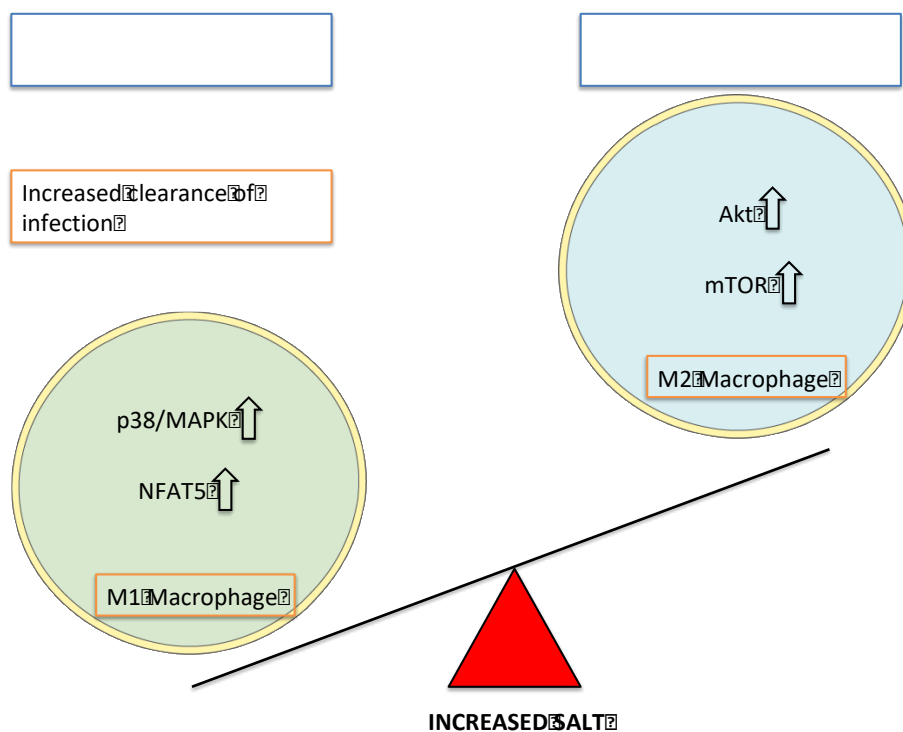 Increased clearance of
infection
Akt
mTOR
M2 Macrophage
p38/MAPK
NFAT5
M1 Macrophage
INCREASED SALT